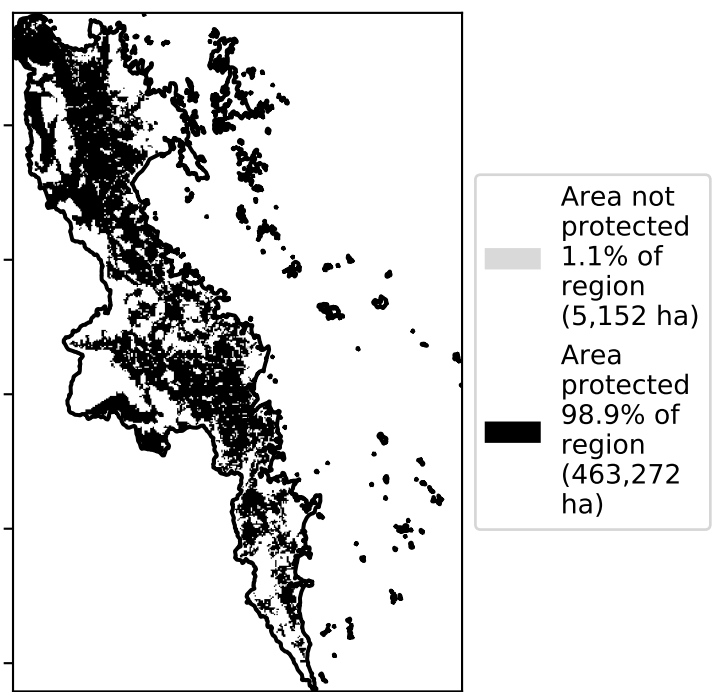 Area not
protected
1.1% of
region
(5,152 ha)
Area
protected
98.9% of
region
(463,272
ha)